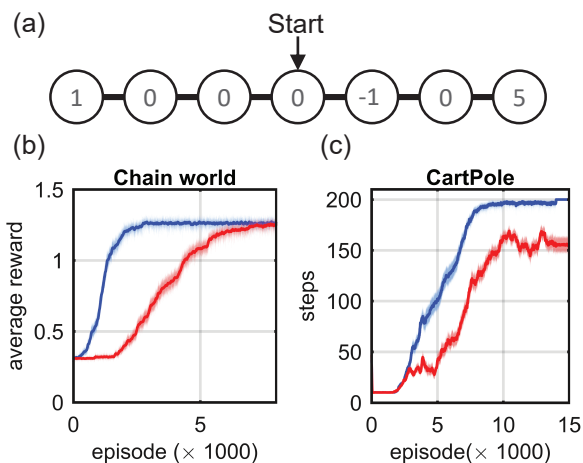 (a)
Start
1 0 0 0 -1 0 5
(b) (c)
Chain world
1.5
1
0.5
0
0 5
average reward
episode (× 1000)
CartPole
200
150
100
50
0
0 5 10 15
steps
episode(× 1000)